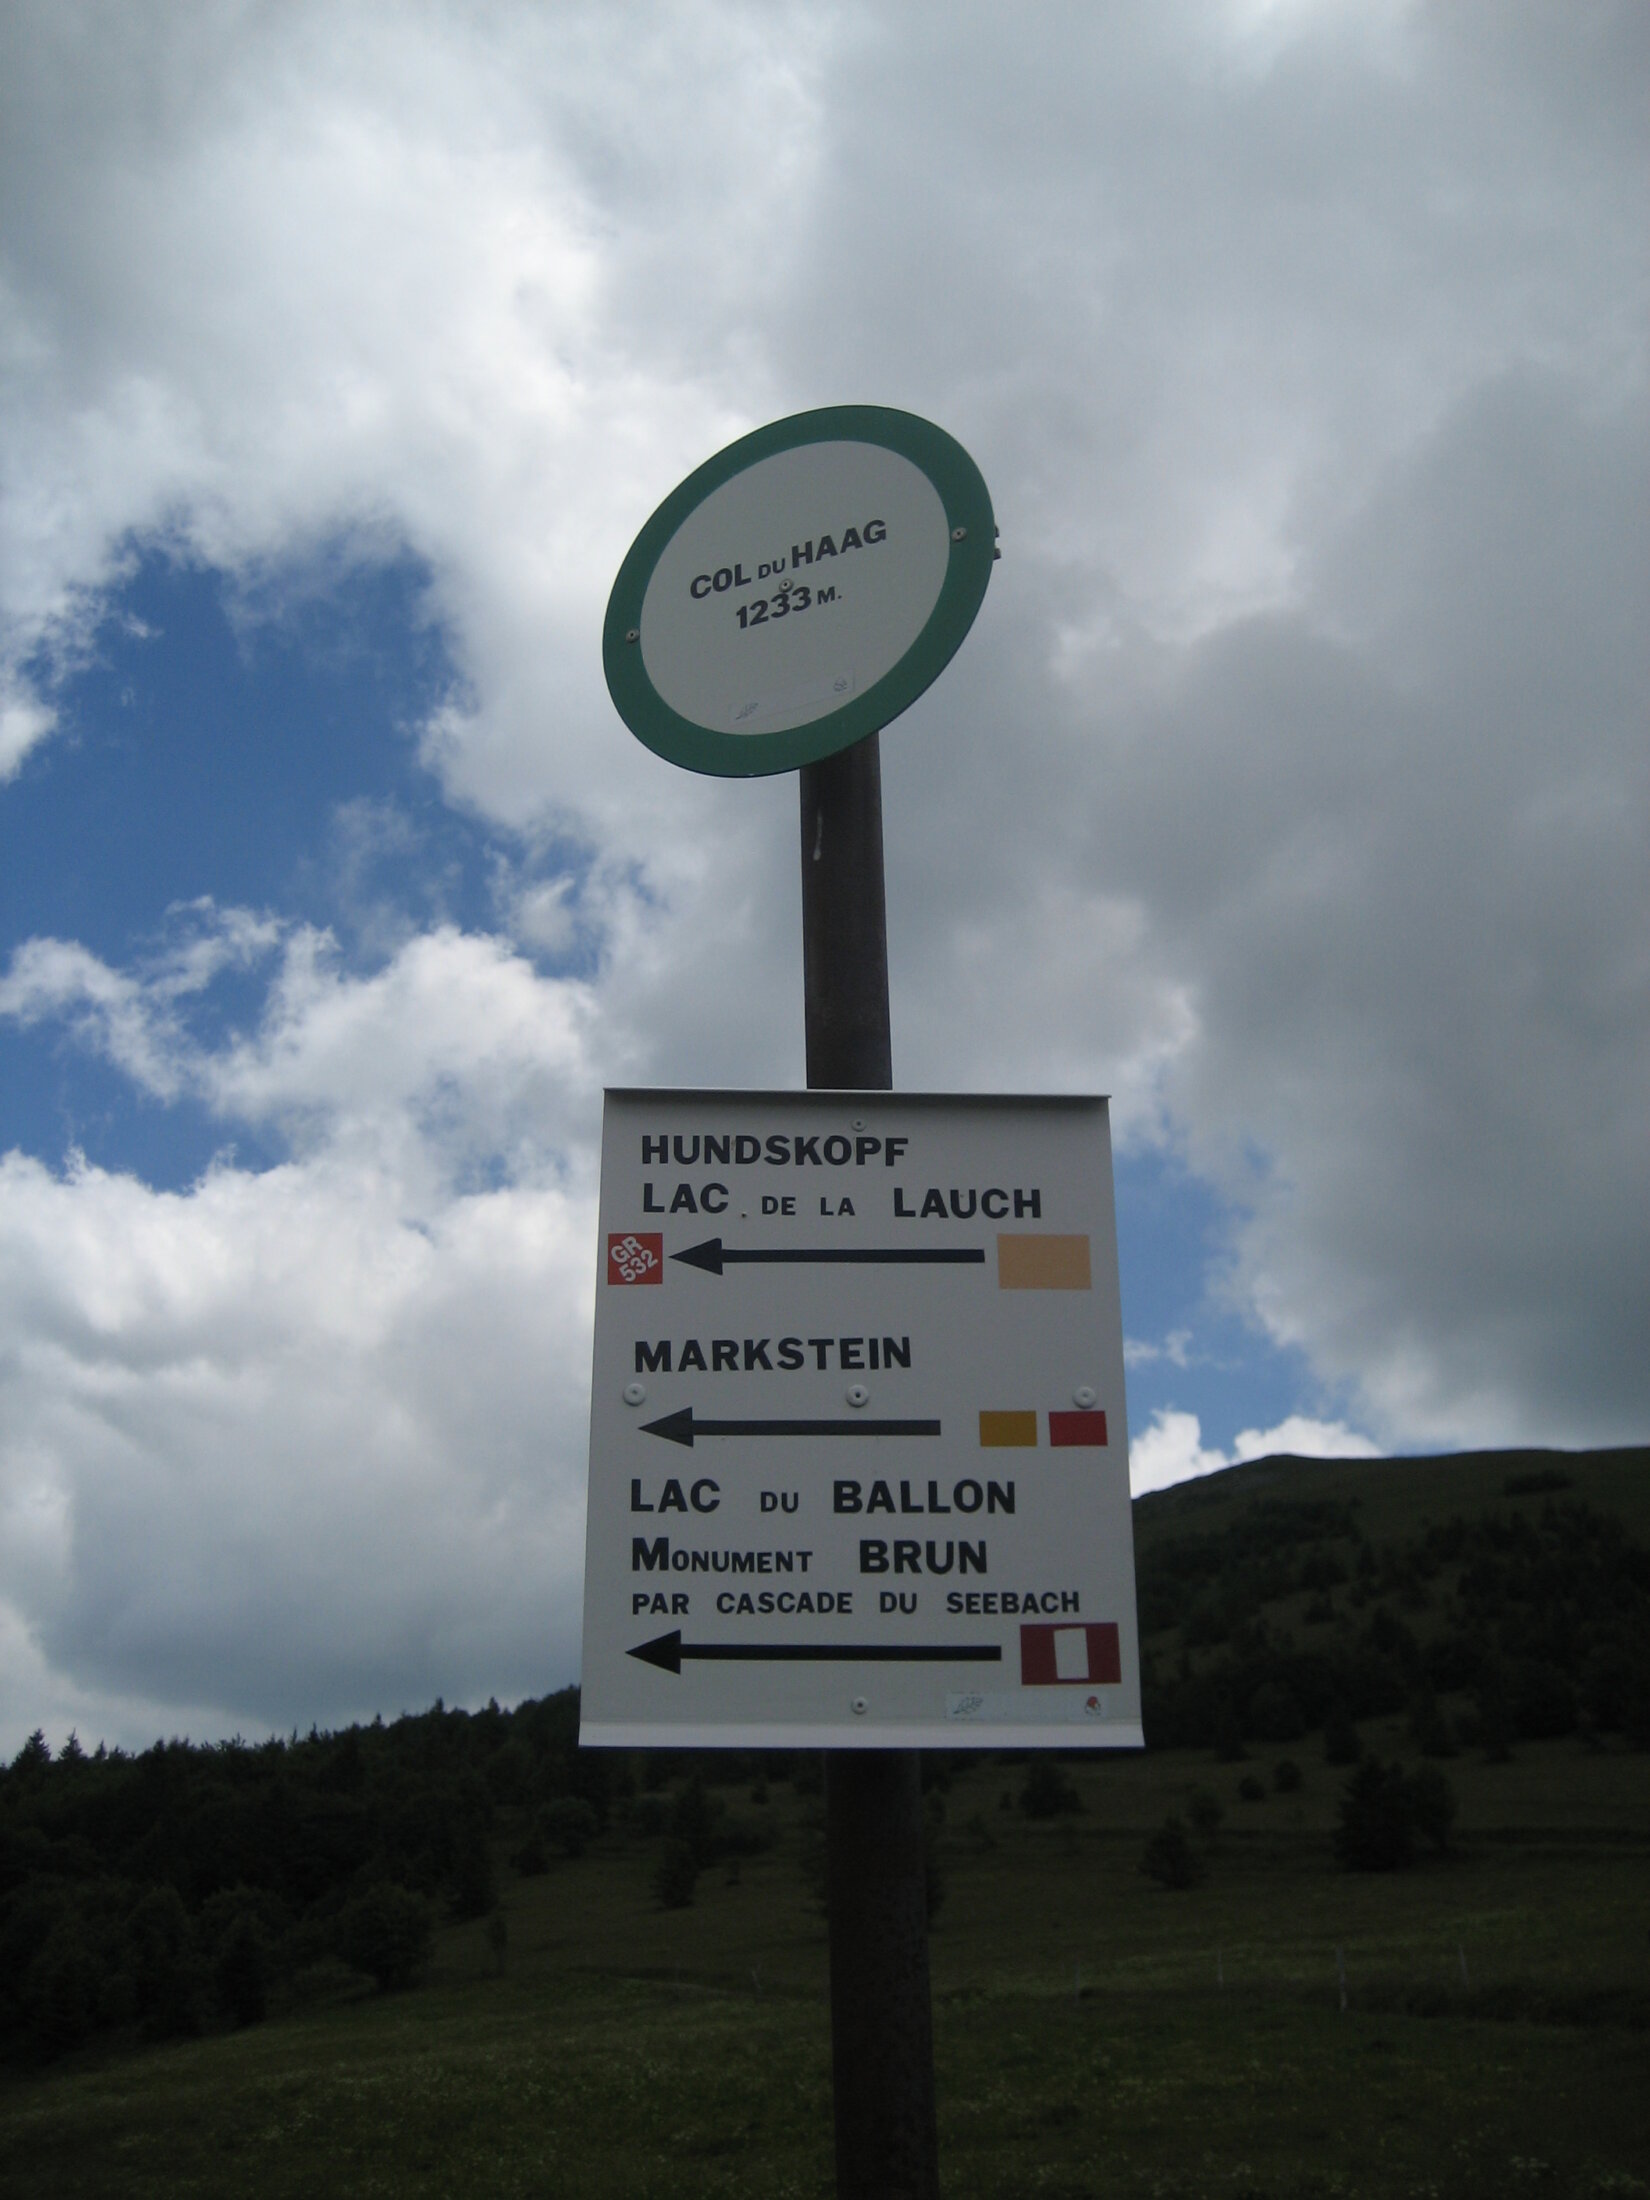 COL DU HAAG
1233 M.
HUNDSKOPF
LAC DE LA LAUCH
GR
532
MARKSTEIN
LAC DU BALLON
MONUMENT BRUN
PAR CASCADE DU SEEBACH